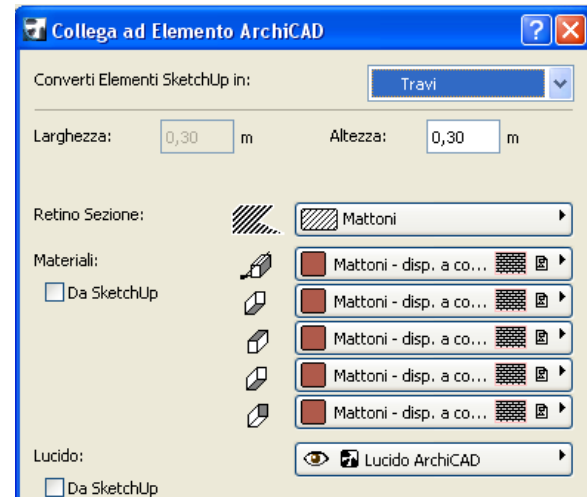 Collega ad Elemento ArchiCAD
Converti Elementi SketchUp in: Travi
Larghezza: 0,30 m Altezza: 0,30 m
Retino Sezione: Mattoni
Materiali: Mattoni - disp. a co...
Da SketchUp Mattoni - disp. a co...
Mattoni - disp. a co...
Mattoni - disp. a co...
Mattoni - disp. a co...
Lucido: Lucido ArchiCAD
Da SketchUp